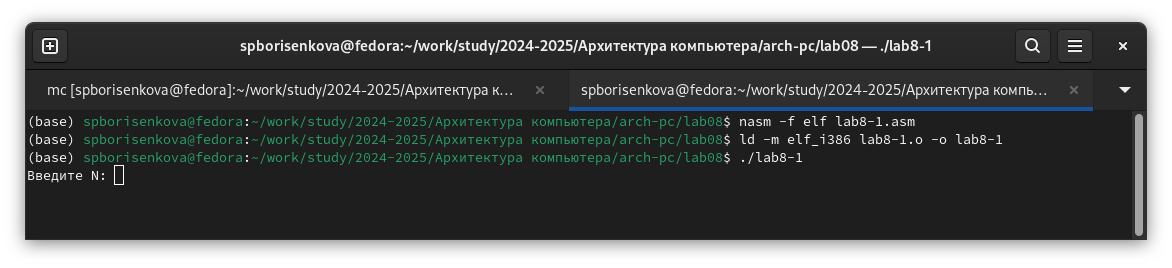 spborisenkova@fedora:~/work/study/2024-2025/Архитектура компьютера/arch-pc/lab08 — ./lab8-1
mc [spborisenkova@fedora]:~/work/study/2024-2025/Архитектура к...
spborisenkova@fedora:~/work/study/2024-2025/Архитектура компь...
(base) spborisenkova@fedora:~/work/study/2024-2025/Архитектура компьютера/arch-pc/lab08$ nasm -f elf lab8-1.asm
(base) spborisenkova@fedora:~/work/study/2024-2025/Архитектура компьютера/arch-pc/lab08$ ld -m elf_i386 lab8-1.o -o lab8-1
(base) spborisenkova@fedora:~/work/study/2024-2025/Архитектура компьютера/arch-pc/lab08$ ./lab8-1
Введите N: